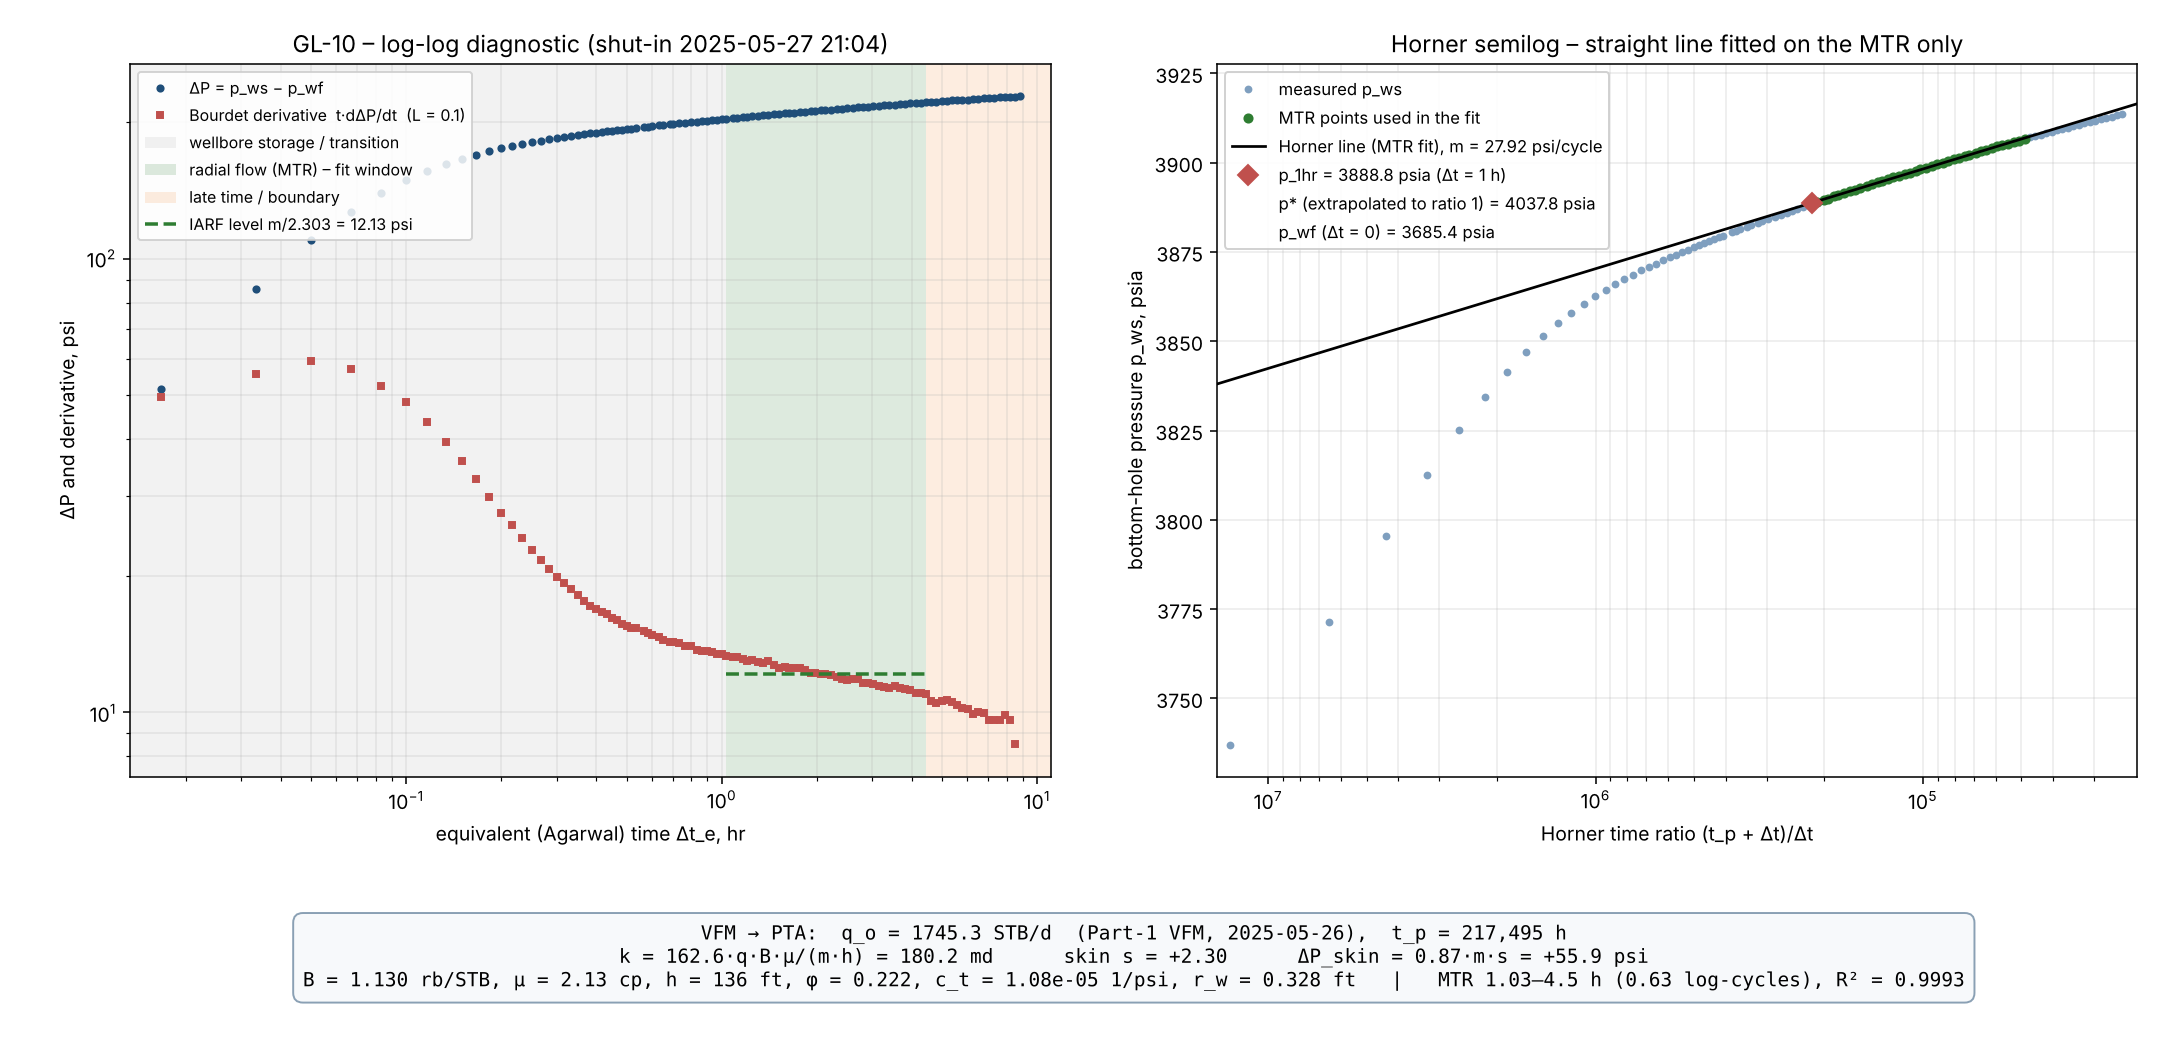 GL-10 – log-log diagnostic (shut-in 2025-05-27 21:04)
ΔP = p_ws − p_wf
Bourdet derivative t·dΔP/dt (L = 0.1)
wellbore storage / transition
radial flow (MTR) – fit window
late time / boundary
IARF level m/2.303 = 12.13 psi
10²
10¹
ΔP and derivative, psi
10⁻¹
10⁰
10¹
equivalent (Agarwal) time Δt_e, hr
Horner semilog – straight line fitted on the MTR only
measured p_ws
MTR points used in the fit
Horner line (MTR fit), m = 27.92 psi/cycle
p_1hr = 3888.8 psia (Δt = 1 h)
p* (extrapolated to ratio 1) = 4037.8 psia
p_wf (Δt = 0) = 3685.4 psia
3925
3900
3875
3850
3825
3800
3775
3750
bottom-hole pressure p_ws, psia
10⁷
10⁶
10⁵
Horner time ratio (t_p + Δt)/Δt
VFM → PTA: q_o = 1745.3 STB/d (Part-1 VFM, 2025-05-26), t_p = 217,495 h
k = 162.6·q·B·μ/(m·h) = 180.2 md skin s = +2.30 ΔP_skin = 0.87·m·s = +55.9 psi
B = 1.130 rb/STB, μ = 2.13 cp, h = 136 ft, φ = 0.222, c_t = 1.08e-05 1/psi, r_w = 0.328 ft | MTR 1.03–4.5 h (0.63 log-cycles), R² = 0.9993